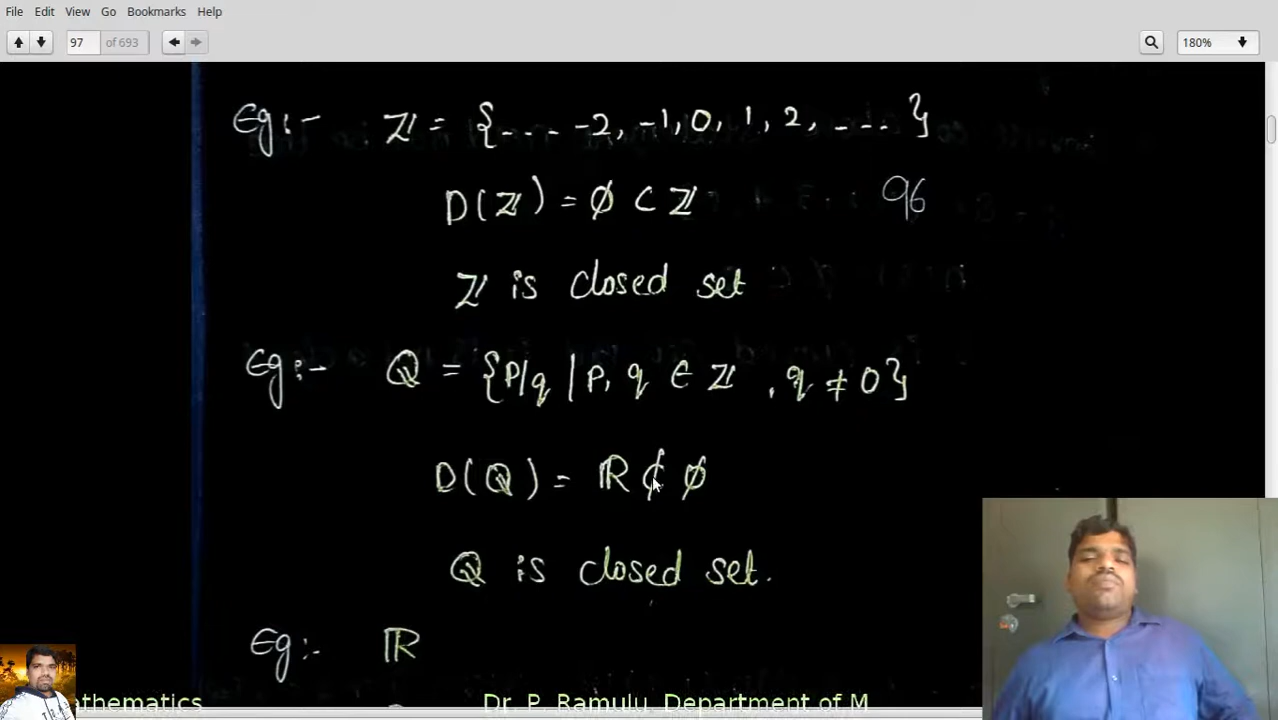 File Edit View Go Bookmarks Help
97 of 693 180%
Eg:- ℤ = {... -2, -1, 0, 1, 2, ....}
D(ℤ) = ∅ ⊂ ℤ 96
ℤ is closed set
Eg:- Q = {P/q | P, q ∈ ℤ, q ≠ 0}
D(Q) = ℝ ⊄ ∅
Q is closed set.
Eg:- ℝ
athematics Dr. P. Ramulu, Department of M